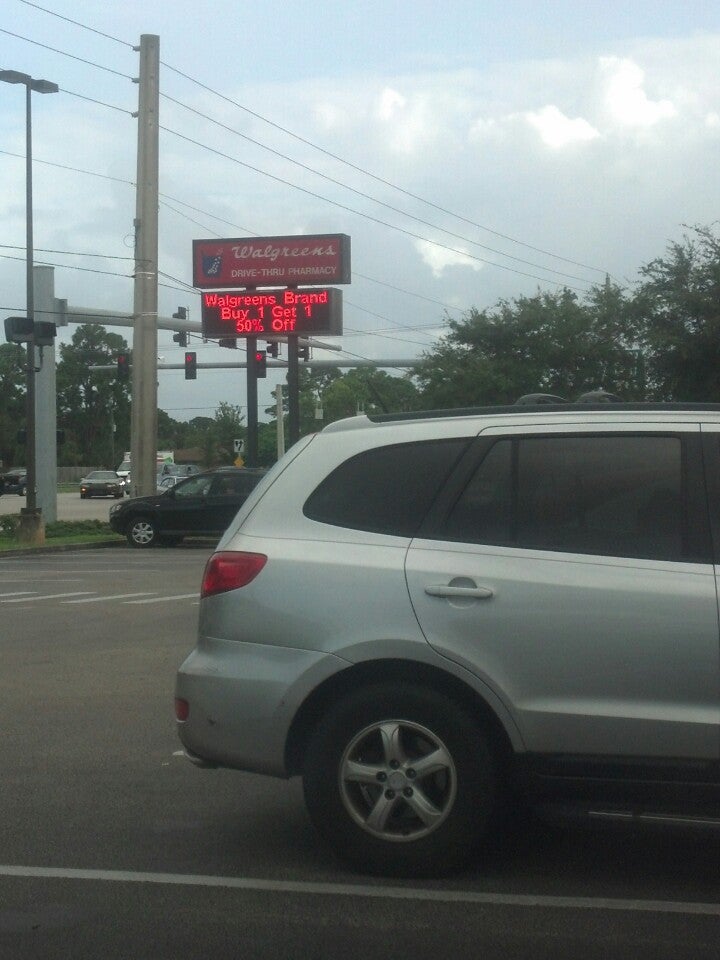 Walgreens
DRIVE-THRU PHARMACY
Walgreens Brand
Buy 1 Get 1
50% Off